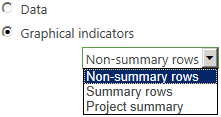 Data
Graphical indicators
Non-summary rows
Non-summary rows
Summary rows
Project summary